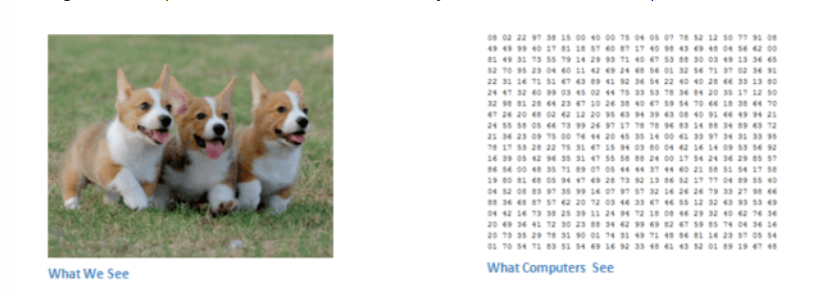 08 02 22 97 38 15 00 40 00 75 04 05 07 78 52 12 50 77 91 08
49 49 99 40 17 81 18 57 60 87 17 40 98 43 69 48 04 56 62 00
81 49 31 73 55 79 14 29 93 71 40 67 53 88 30 03 49 13 36 65
52 70 95 23 04 60 11 42 69 24 68 56 01 32 56 71 37 02 36 91
22 31 16 71 51 67 63 89 41 92 36 54 22 40 40 28 66 33 13 80
24 47 32 60 99 03 45 02 44 75 33 53 78 36 84 20 35 17 12 50
32 98 81 28 64 23 67 10 26 38 40 67 59 54 70 66 18 38 64 70
67 26 20 68 02 62 12 20 95 63 94 39 63 08 40 91 66 49 94 21
24 55 58 05 66 73 99 26 97 17 78 78 96 83 14 88 34 89 63 72
21 36 23 09 75 00 76 44 20 45 35 14 00 61 33 97 34 31 33 95
78 17 53 28 22 75 31 67 15 94 03 80 04 62 16 14 09 53 56 92
16 39 05 42 96 35 31 47 55 58 88 24 00 17 54 24 36 29 85 57
86 56 00 48 35 71 89 07 05 44 44 37 44 60 21 58 51 54 17 58
19 80 81 68 05 94 47 69 28 73 92 13 86 52 17 77 04 89 55 40
04 52 08 83 97 35 99 16 07 97 57 32 16 26 26 79 33 27 98 66
88 36 68 87 57 62 20 72 03 46 33 67 46 55 12 32 63 93 53 69
04 42 16 73 38 25 39 11 24 94 72 18 08 46 29 32 40 62 76 36
20 69 36 41 72 30 23 88 34 62 99 69 82 67 59 85 74 04 36 16
20 73 35 29 78 31 90 01 74 31 49 71 48 86 81 16 23 57 05 54
01 70 54 71 83 51 54 69 16 92 33 48 61 43 52 01 89 19 67 48
What We See
What Computers See